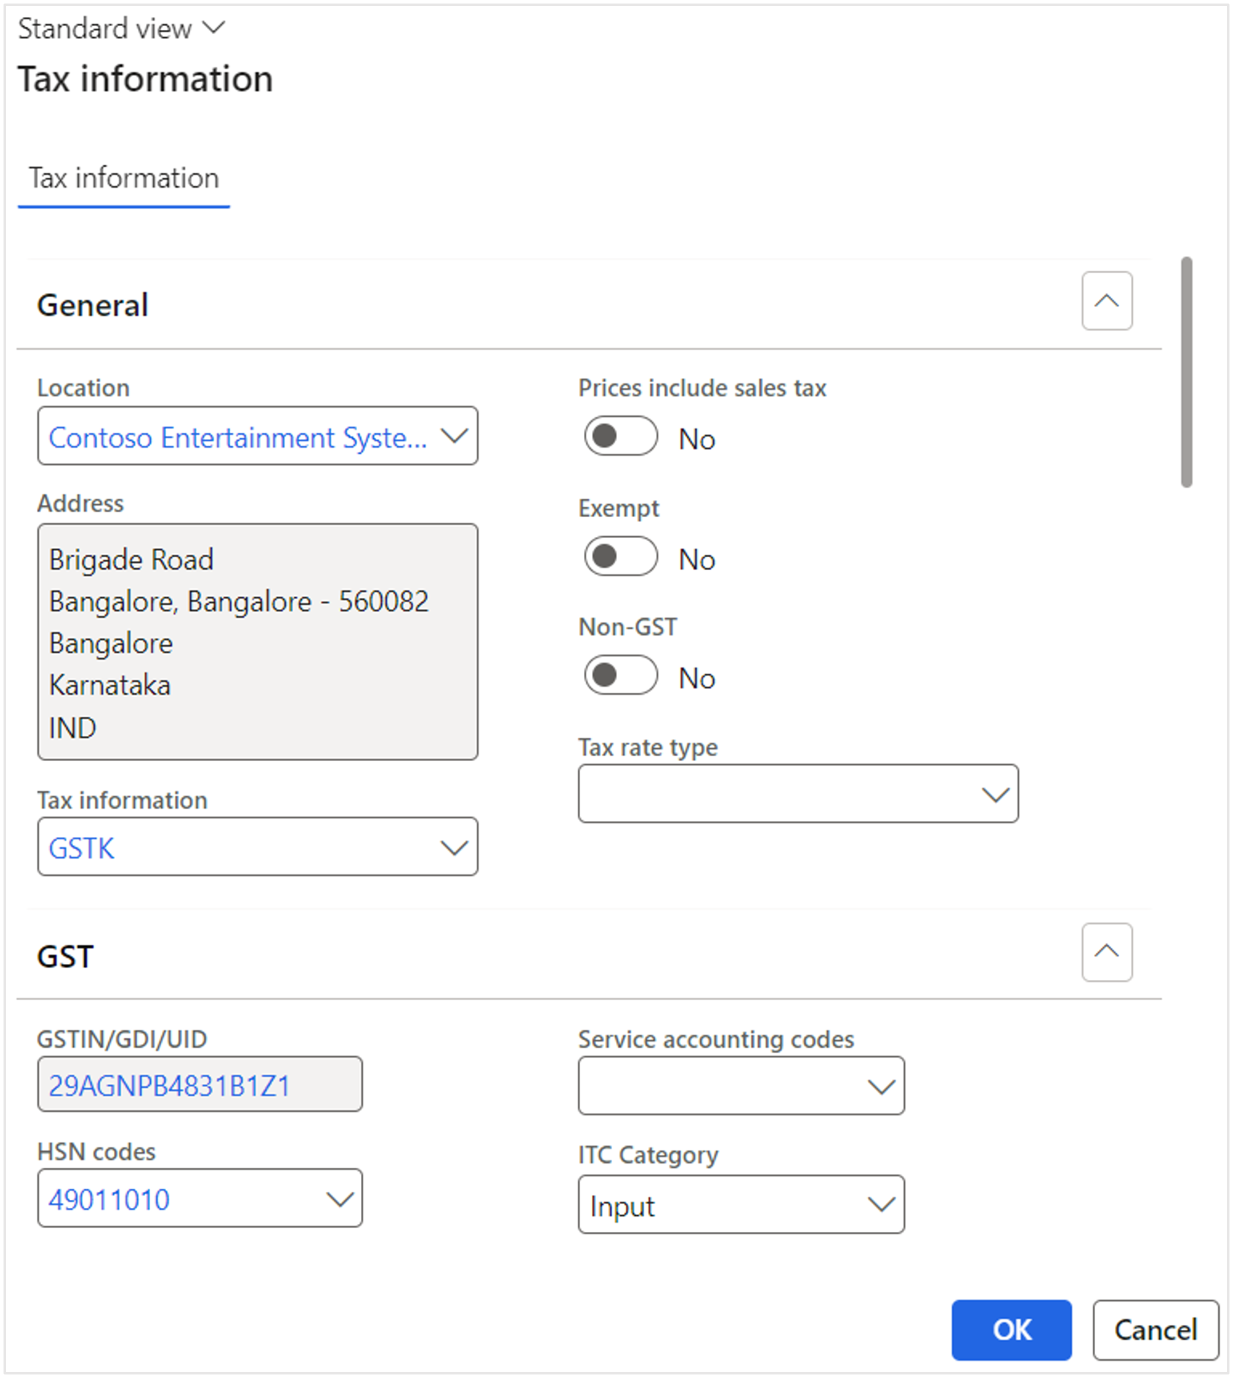 Standard view
Tax information
Tax information
General
Location
Contoso Entertainment Syste...
Address
Brigade Road
Bangalore, Bangalore - 560082
Bangalore
Karnataka
IND
Tax information
GSTK
Prices include sales tax
No
Exempt
No
Non-GST
No
Tax rate type
GST
GSTIN/GDI/UID
29AGNPB4831B1Z1
HSN codes
49011010
Service accounting codes
ITC Category
Input
OK
Cancel